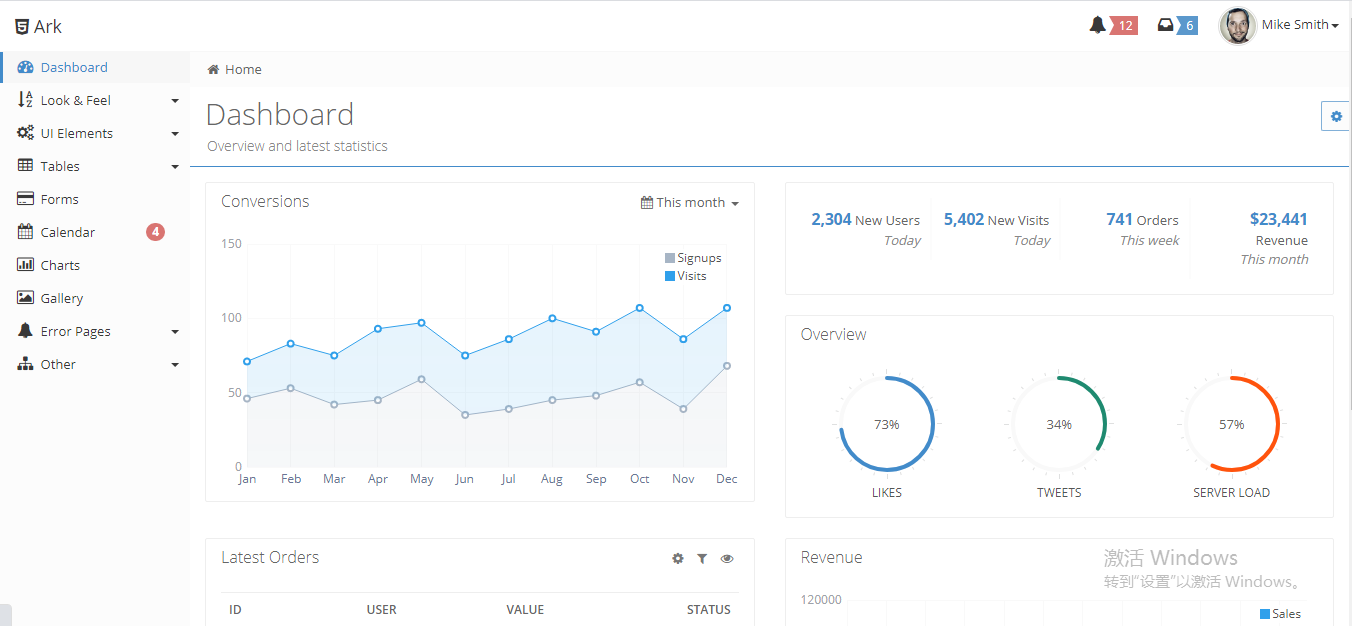 Ark
12
6
Mike Smith
Dashboard
Look & Feel
UI Elements
Tables
Forms
Calendar
4
Charts
Gallery
Error Pages
Other
Home
Dashboard
Overview and latest statistics
Conversions
This month
150
100
50
0
Signups
Visits
Jan Feb Mar Apr May Jun Jul Aug Sep Oct Nov Dec
2,304 New Users
Today
5,402 New Visits
Today
741 Orders
This week
$23,441
Revenue
This month
Overview
73%
34%
57%
LIKES
TWEETS
SERVER LOAD
Latest Orders
ID USER VALUE STATUS
Revenue
120000
Sales
激活 Windows
转到“设置”以激活 Windows。